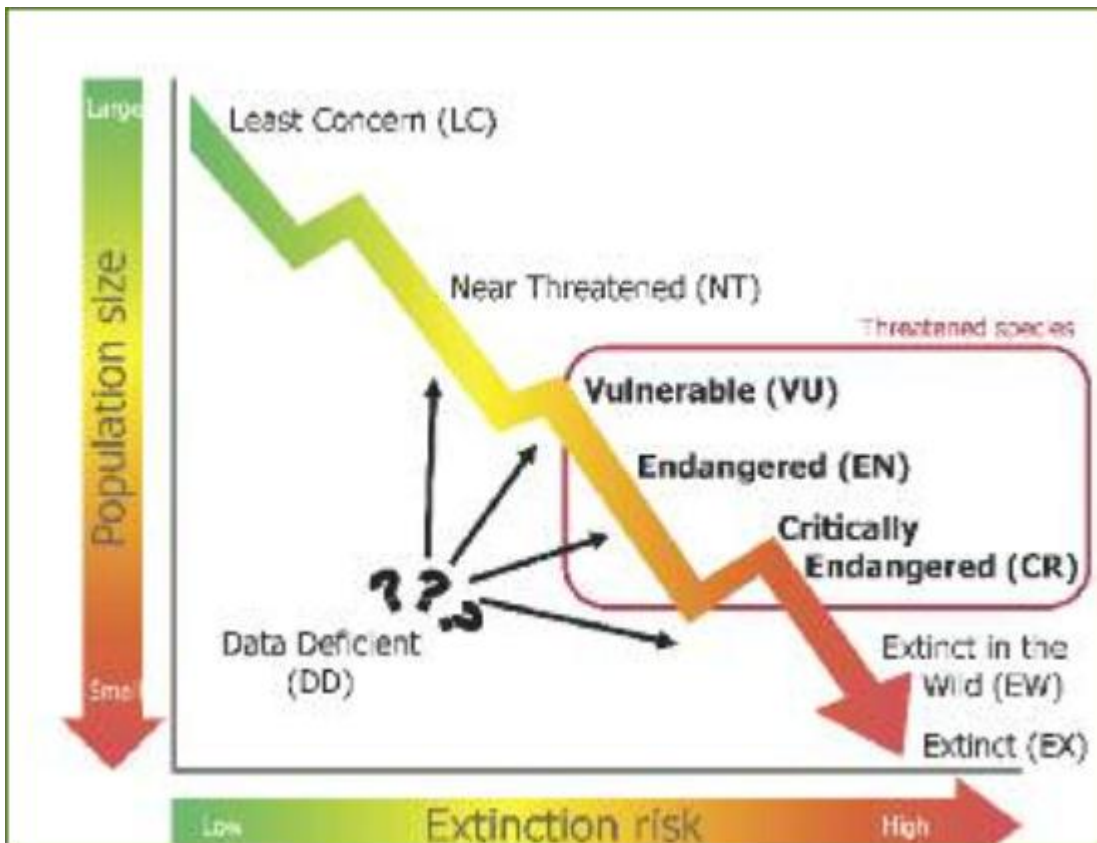 Large
Least Concern (LC)
Population size
Near Threatened (NT)
Threatened species
Vulnerable (VU)
Endangered (EN)
Critically
Endangered (CR)
???
Data Deficient
(DD)
Extinct in the
Wild (EW)
Small
Extinct (EX)
Low
Extinction risk
High